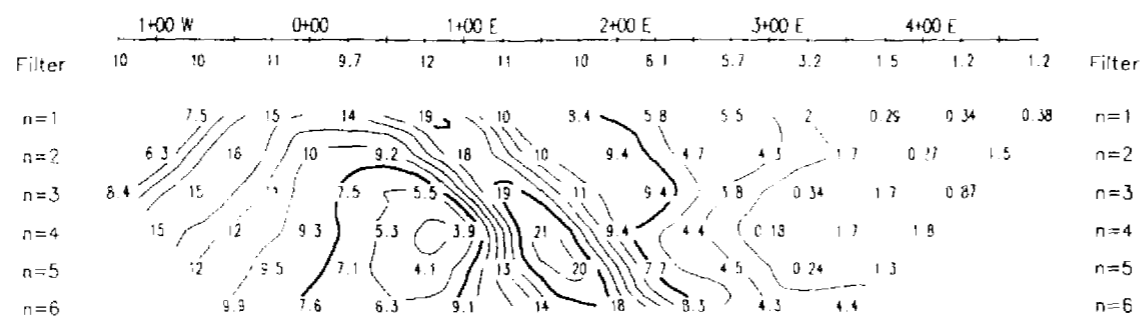 1+00 W 0+00 1+00 E 2+00 E 3+00 E 4+00 E
Filter 10 10 11 9.7 12 11 10 6.1 5.7 3.2 1.5 1.2 1.2 Filter
n=1 7.5 15 14 19 10 8.4 5.8 5.5 2 0.29 0.34 0.38 n=1
n=2 6.3 16 10 9.2 18 10 9.4 4.7 4.3 1.7 0.27 1.5 n=2
n=3 8.4 15 7.5 5.5 19 11 9.4 3.8 0.34 1.7 0.87 n=3
n=4 15 12 9.3 5.3 3.9 21 9.4 4.4 0.18 1.7 1.8 n=4
n=5 12 9.5 7.1 4.1 13 20 7.7 4.5 0.24 1.3 n=5
n=6 9.9 7.6 6.3 9.1 14 18 8.3 4.3 4.4 n=6